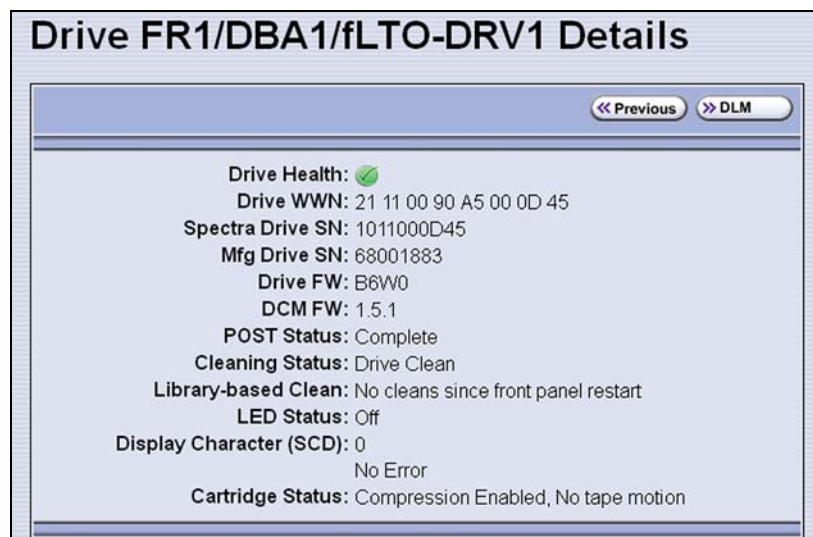 Drive FR1/DBA1/fLTO-DRV1 Details
Previous DLM
Drive Health:
Drive WWN: 21 11 00 90 A5 00 0D 45
Spectra Drive SN: 1011000D45
Mfg Drive SN: 68001883
Drive FW: B6W0
DCM FW: 1.5.1
POST Status: Complete
Cleaning Status: Drive Clean
Library-based Clean: No cleans since front panel restart
LED Status: Off
Display Character (SCD): 0
No Error
Cartridge Status: Compression Enabled, No tape motion